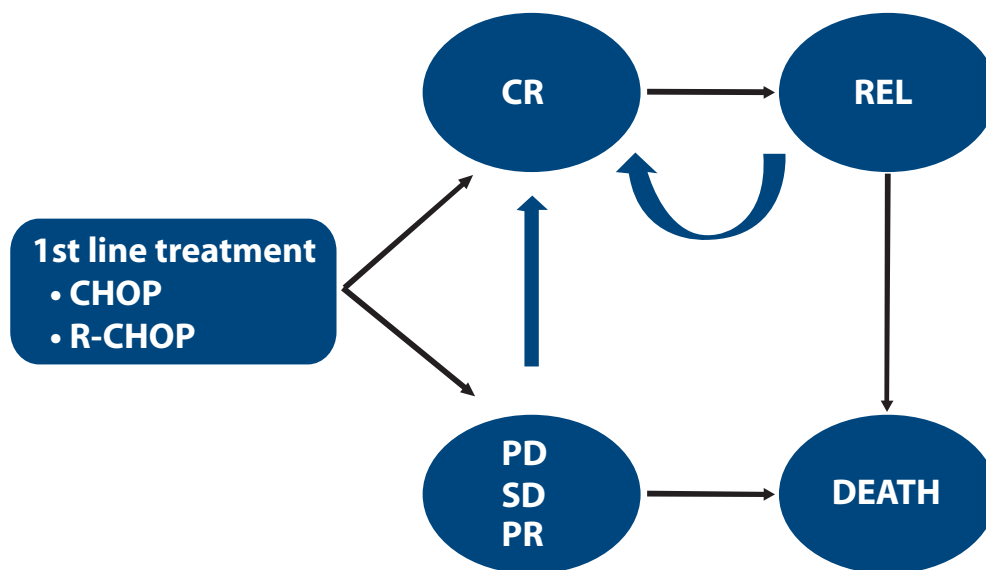 CR
REL
1st line treatment
• CHOP
• R-CHOP
PD
SD
PR
DEATH